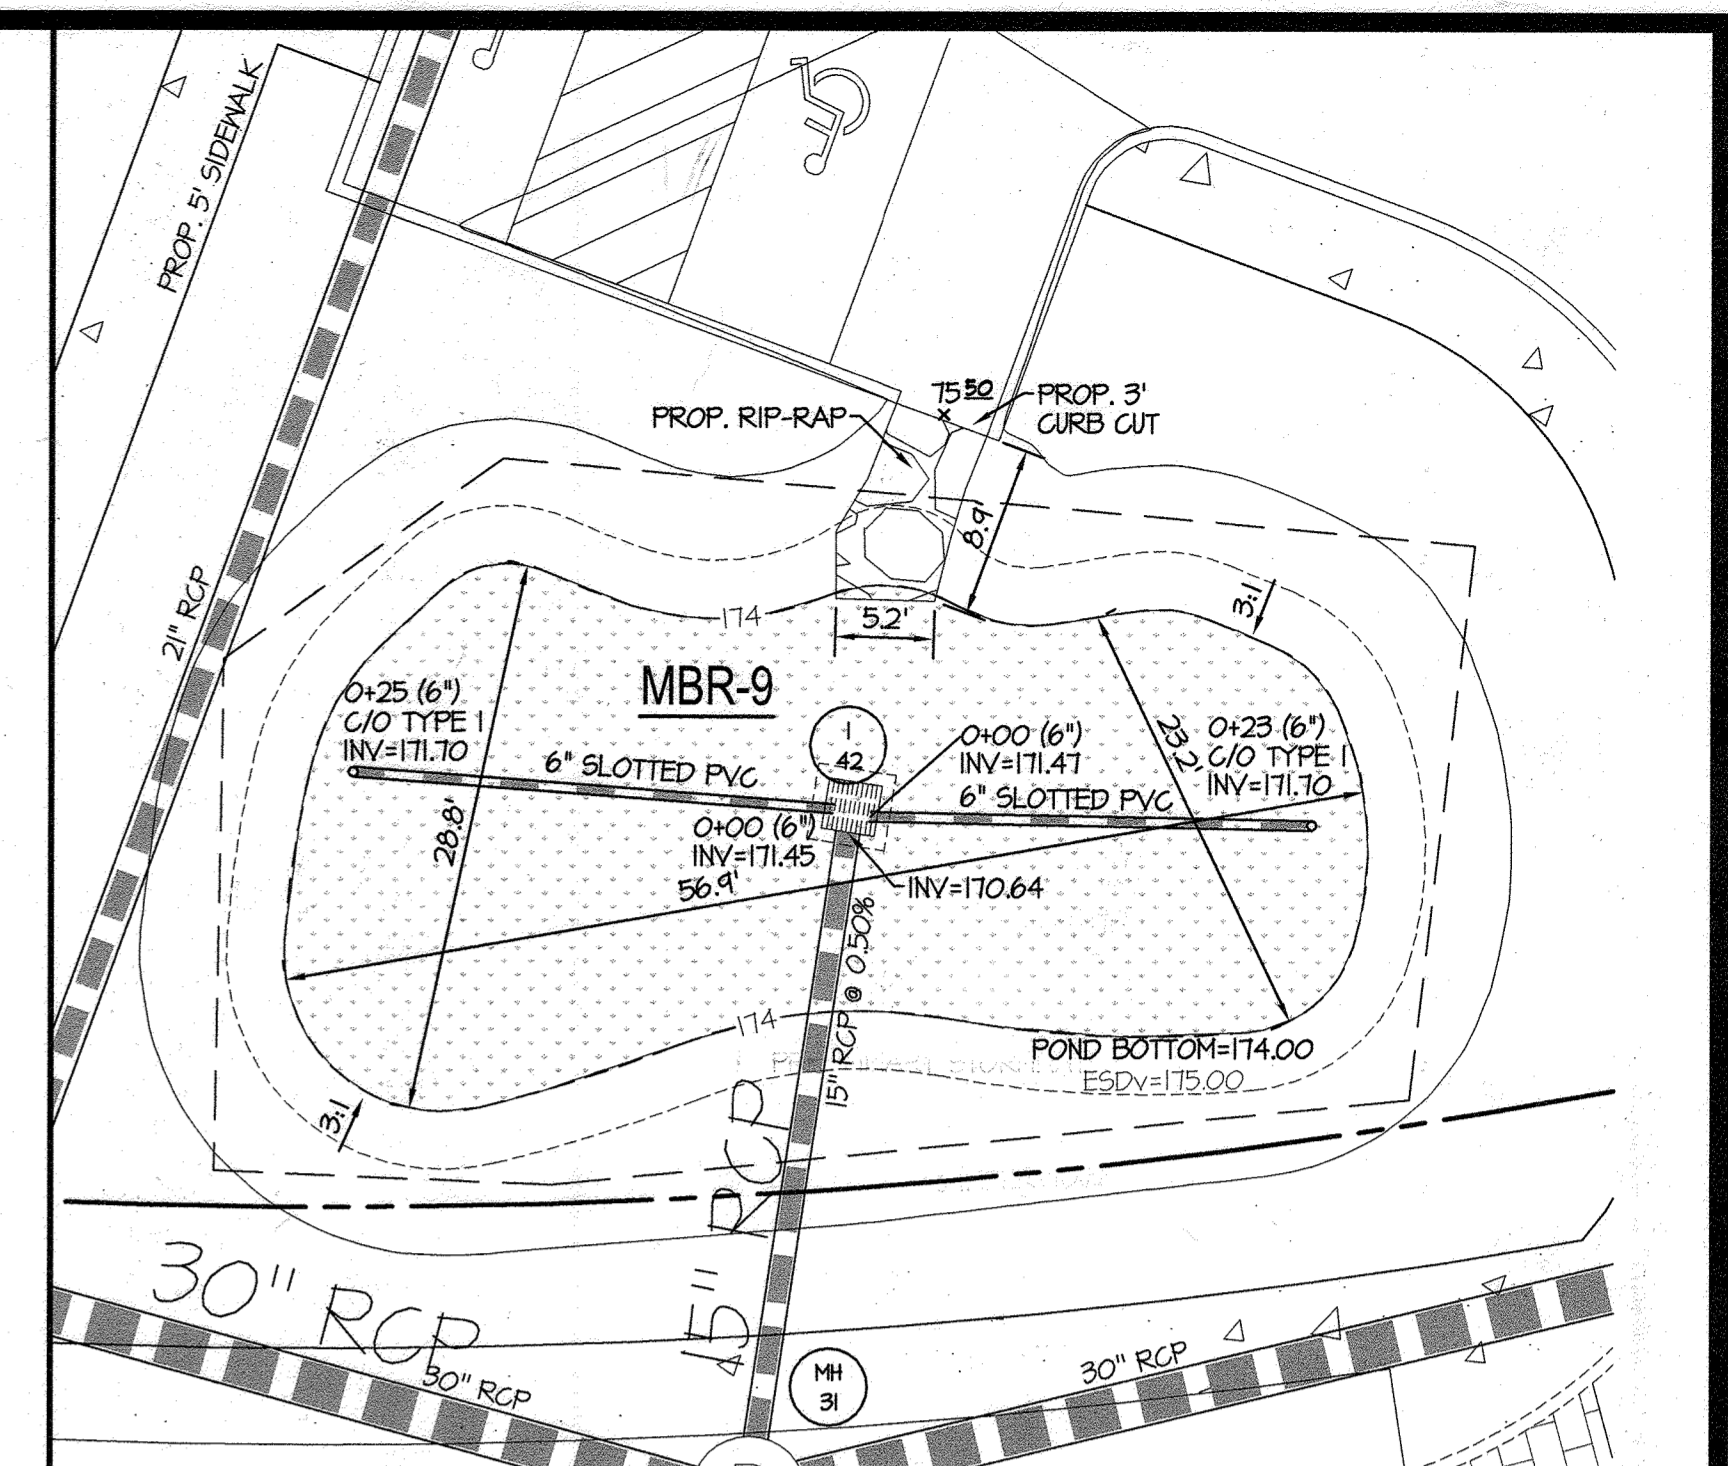 PROP. 5' SIDEWALK
75 50
PROP. 3'
CURB CUT
PROP. RIP-RAP
8.9'
21" RCP
174
5.2'
3:1
MBR-9
0+25 (6")
C/O TYPE 1
INV=171.70
6" SLOTTED PVC
I
42
0+00 (6")
INV=171.47
23.2'
0+23 (6")
C/O TYPE 1
INV=171.70
6" SLOTTED PVC
28.8'
0+00 (6")
INV=171.45
56.9'
INV=170.64
15" RCP @ 0.50%
174
POND BOTTOM=174.00
ESDv=175.00
3:1
15" RCP
30" RCP
30" RCP
MH
31
30" RCP